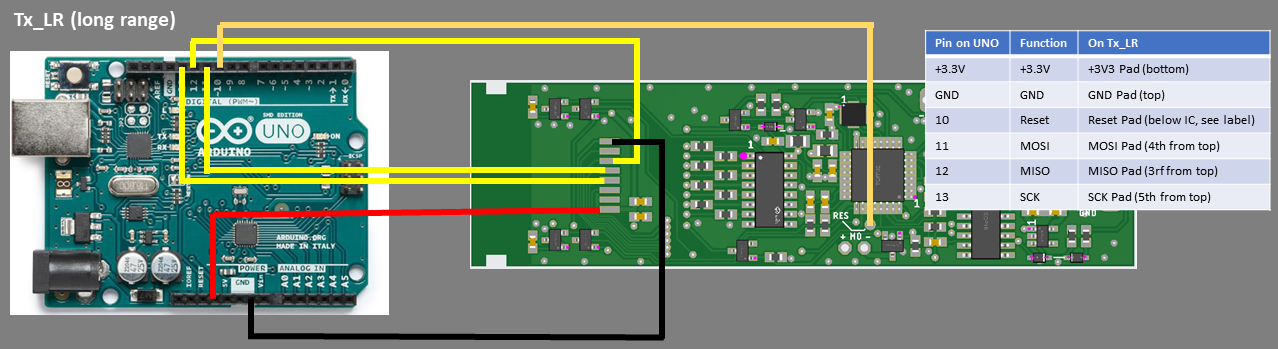 Tx_LR (long range)
Pin on UNO Function On Tx_LR
+3.3V +3.3V +3V3 Pad (bottom)
GND GND GND Pad (top)
10 Reset Reset Pad (below IC, see label)
11 MOSI MOSI Pad (4th from top)
12 MISO MISO Pad (3rf from top)
13 SCK SCK Pad (5th from top)
AREF
GND
12
~10
~9
8
7
~6
~5
4
~3
2
TX→1
RX←0
DIGITAL (PWM~)
SMD EDITION
UNO
ARDUINO
TX
RX
ON
ICSP
ARDUINO.ORG
MADE IN ITALY
IOREF
RESET
5V
GND
Vin
POWER
ANALOG IN
A0
A1
A2
A3
A4
A5
1
1
1
1
1
RES
+ MO -
GND